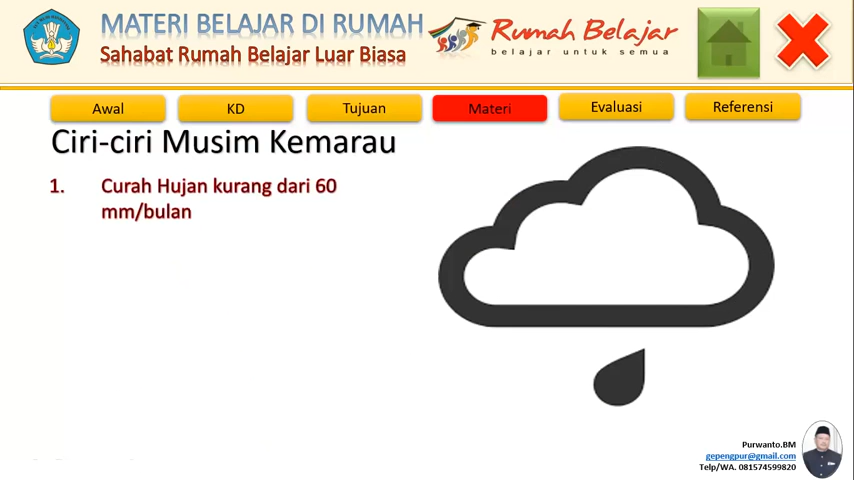 MATERI BELAJAR DI RUMAH
Sahabat Rumah Belajar Luar Biasa
Rumah Belajar
belajar untuk semua
Awal
KD
Tujuan
Materi
Evaluasi
Referensi
Ciri-ciri Musim Kemarau
1. Curah Hujan kurang dari 60
mm/bulan
Purwanto.BM
gepengpur@gmail.com
Telp/WA. 081574599820